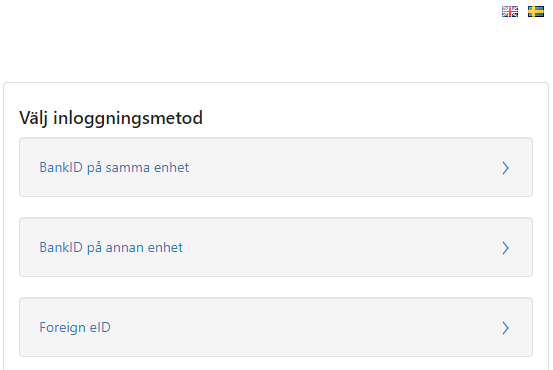 Välj inloggningsmetod
BankID på samma enhet
BankID på annan enhet
Foreign eID